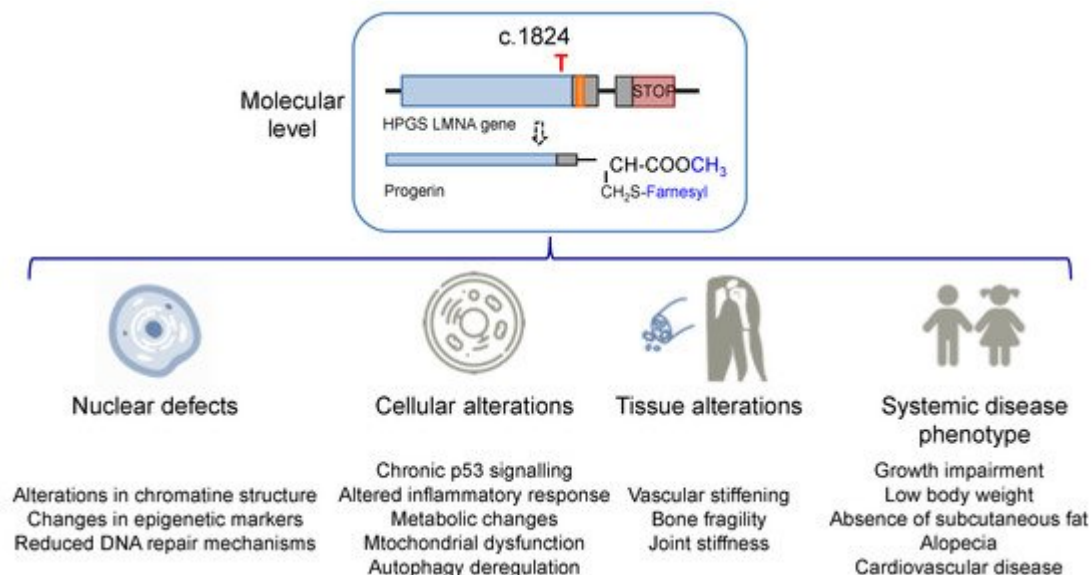 c.1824
T
STOP
Molecular
level
HPGS LMNA gene
CH-COOCH3
CH2S-Farnesyl
Progerin
Nuclear defects
Alterations in chromatine structure
Changes in epigenetic markers
Reduced DNA repair mechanisms
Cellular alterations
Chronic p53 signalling
Altered inflammatory response
Metabolic changes
Mtochondrial dysfunction
Autophagy deregulation
Tissue alterations
Vascular stiffening
Bone fragility
Joint stiffness
Systemic disease
phenotype
Growth impairment
Low body weight
Absence of subcutaneous fat
Alopecia
Cardiovascular disease